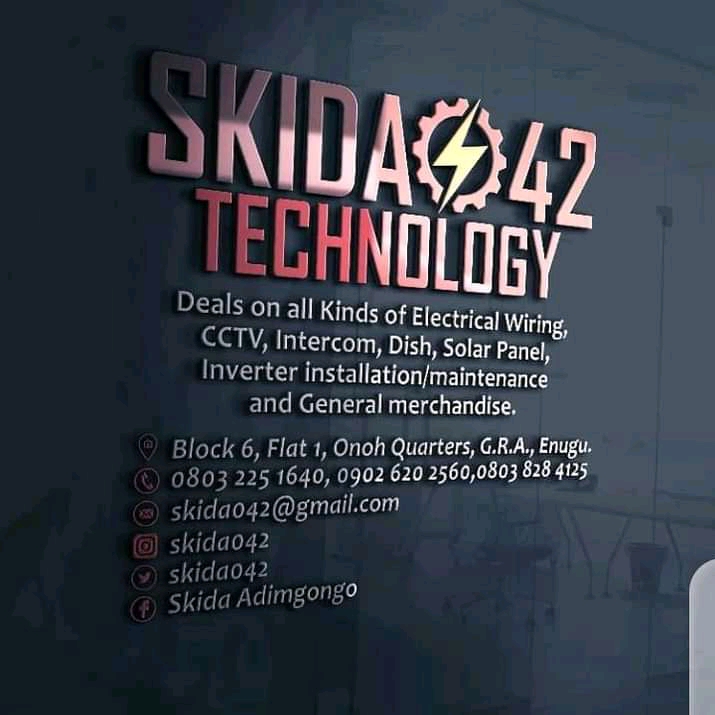 SKIDA 042
TECHNOLOGY
Deals on all Kinds of Electrical Wiring,
CCTV, Intercom, Dish, Solar Panel,
Inverter installation/maintenance
and General merchandise.
Block 6, Flat 1, Onoh Quarters, G.R.A., Enugu.
0803 225 1640, 0902 620 2560,0803 828 4125
skida042@gmail.com
skida042
skida042
Skida Adimgongo